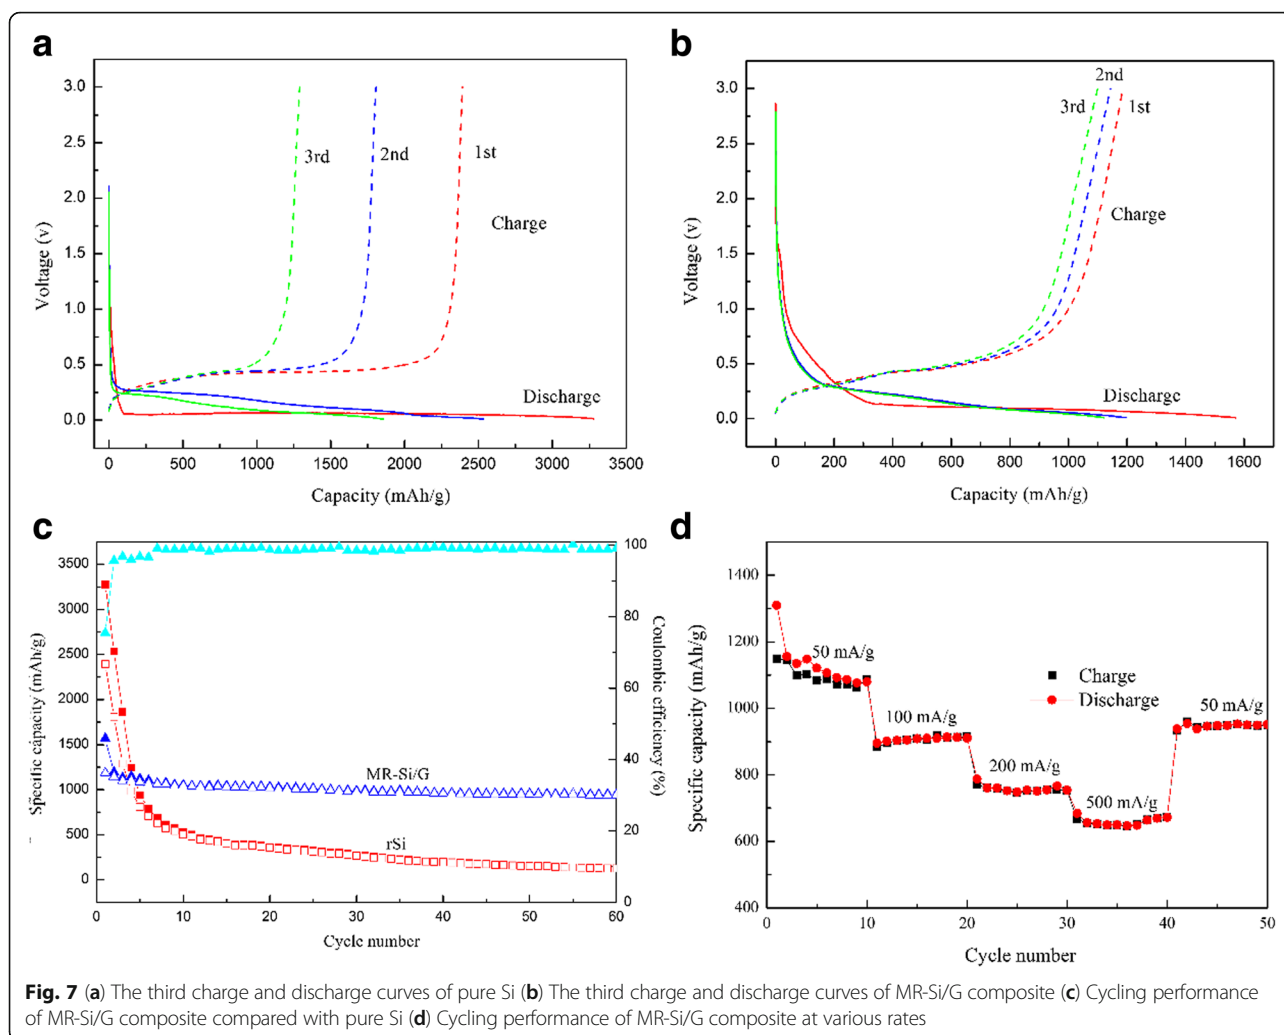 a
3.0
2.5
2.0
1.5
1.0
0.5
0.0
Voltage (v)
3rd
2nd
1st
Charge
Discharge
0 500 1000 1500 2000 2500 3000 3500
Capacity (mAh/g)
b
3.0
2.5
2.0
1.5
1.0
0.5
0.0
Voltage (v)
2nd
3rd
1st
Charge
Discharge
0 200 400 600 800 1000 1200 1400 1600
Capacity (mAh/g)
c
3500
3000
2500
2000
1750
1500
1000
500
0
Specific capacity (mAh/g)
100
80
60
40
20
0
Coulombic efficiency (%)
MR-Si/G
rSi
0 10 20 30 40 50 60
Cycle number
d
1400
1200
1000
800
600
400
Specific capacity (mAh/g)
50 mA/g
100 mA/g
200 mA/g
500 mA/g
50 mA/g
Charge
Discharge
0 10 20 30 40 50
Cycle number
Fig. 7 (a) The third charge and discharge curves of pure Si (b) The third charge and discharge curves of MR-Si/G composite (c) Cycling performance
of MR-Si/G composite compared with pure Si (d) Cycling performance of MR-Si/G composite at various rates